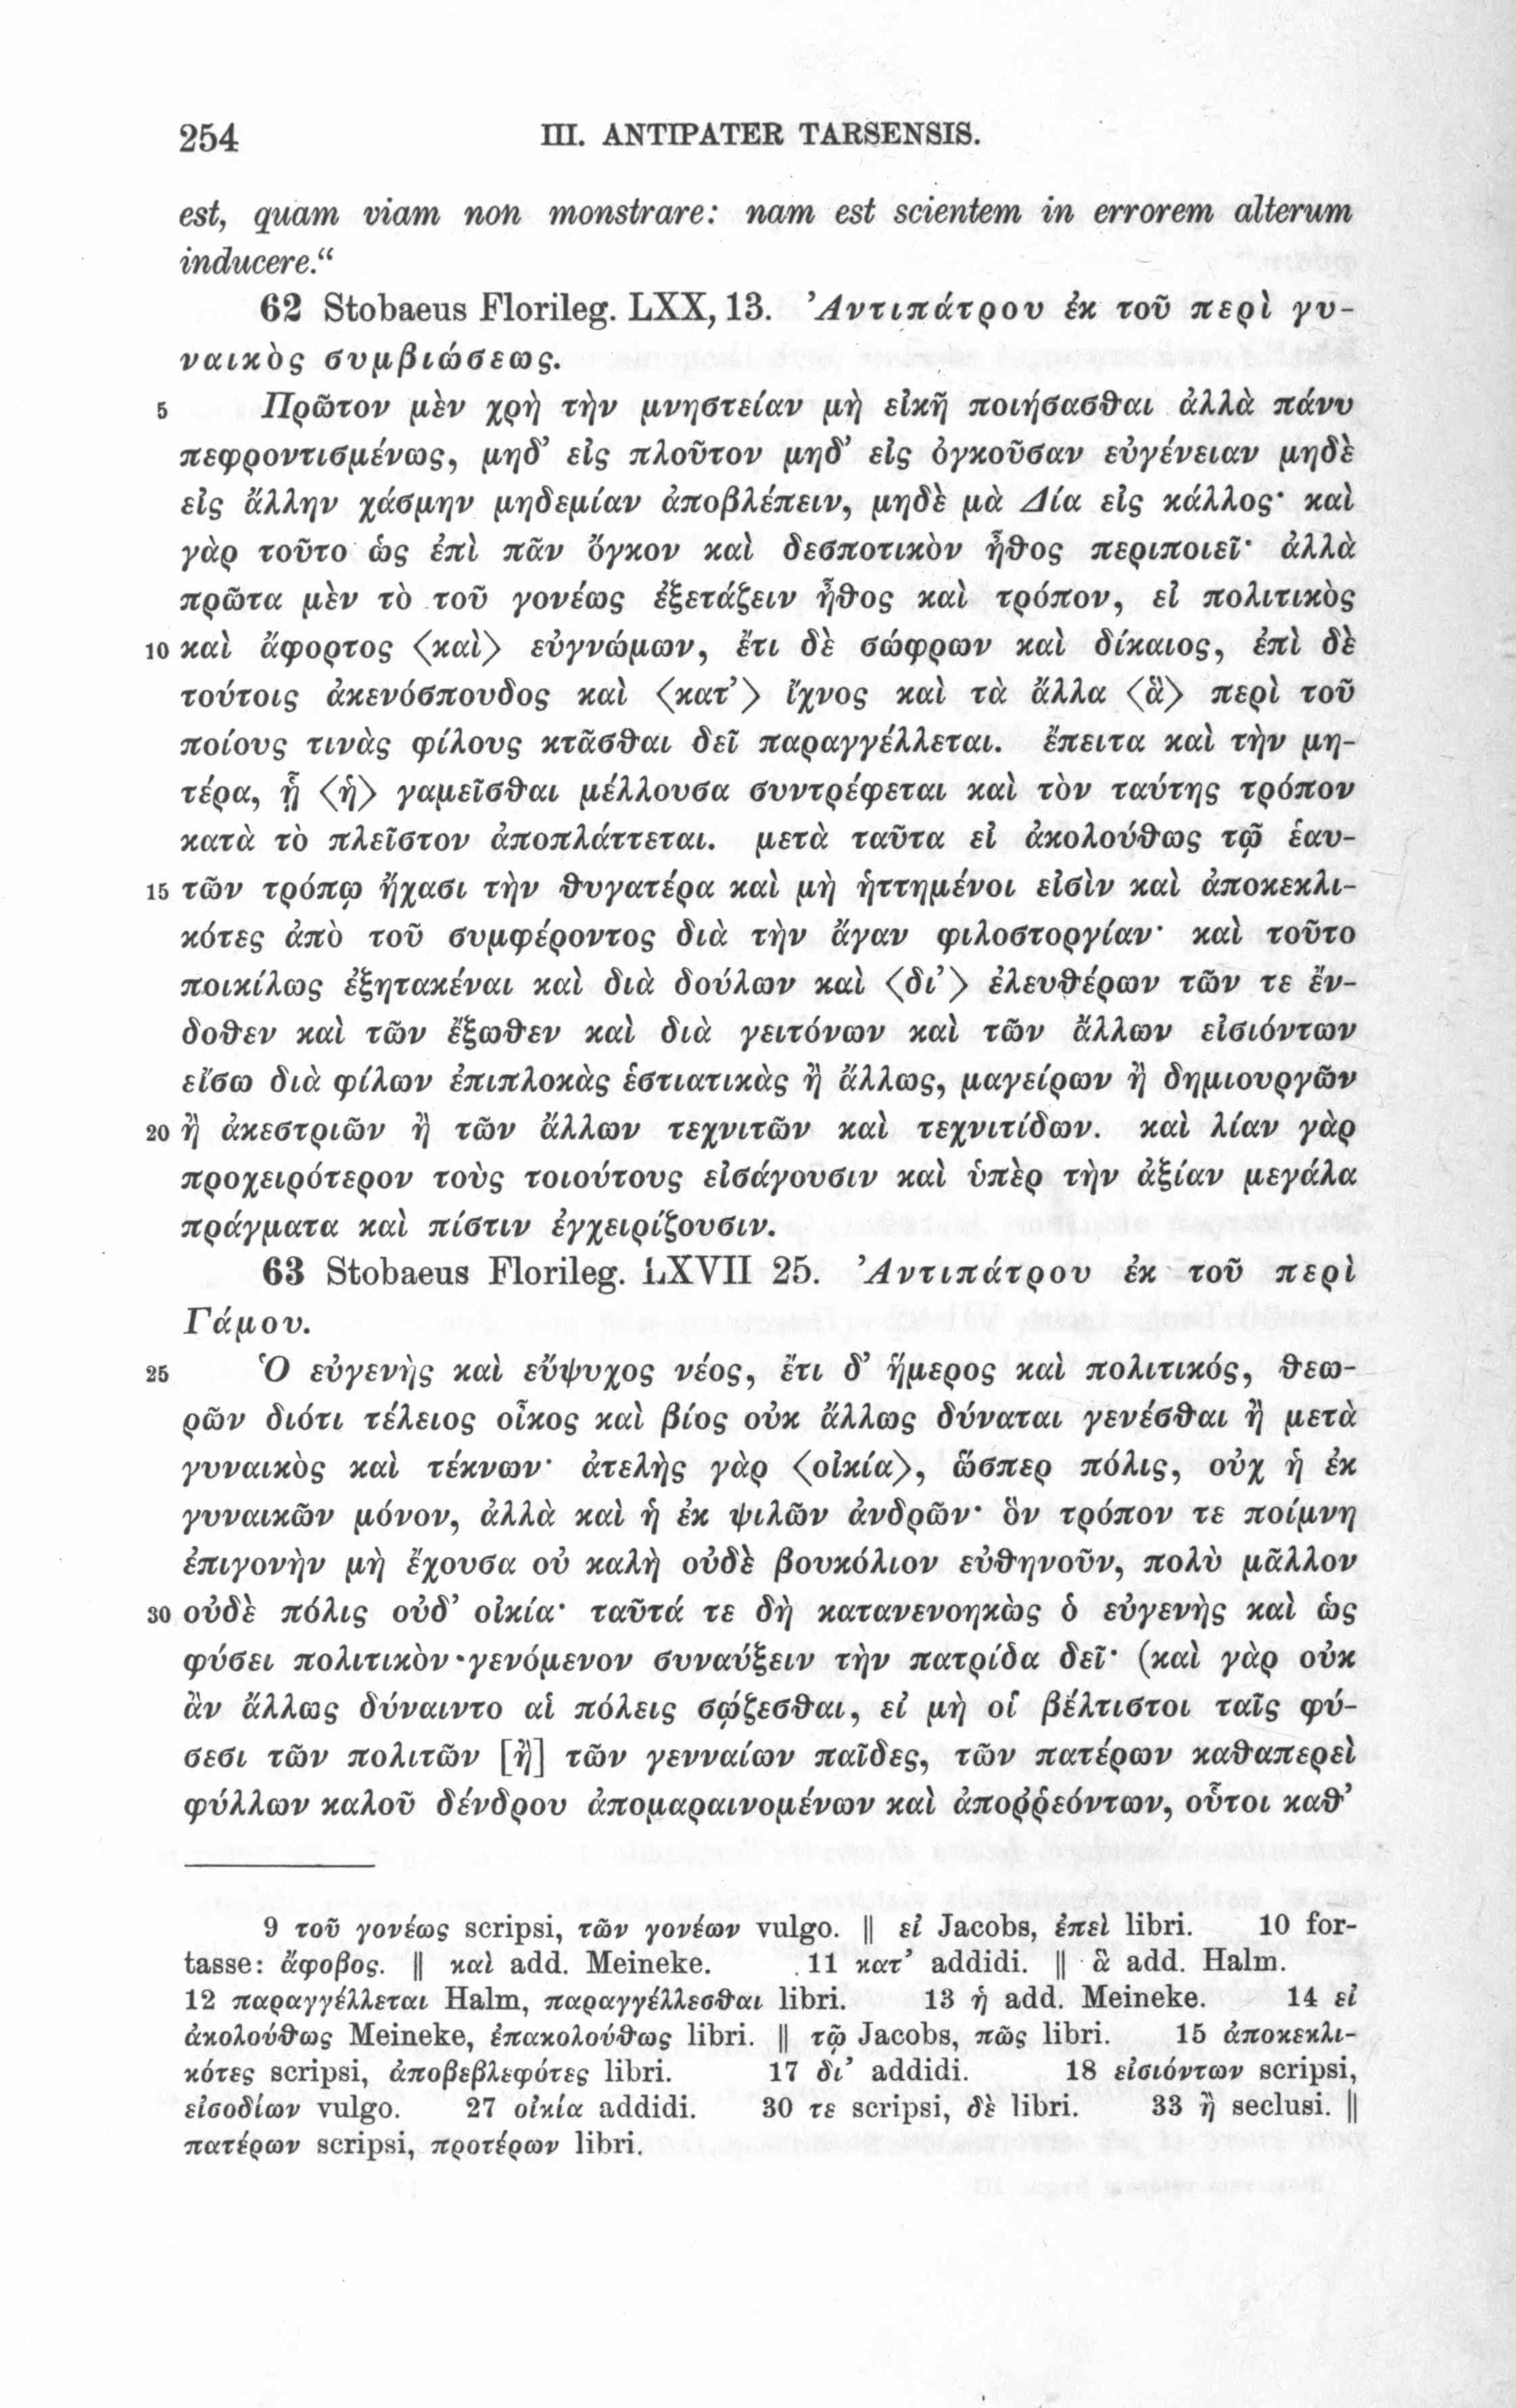 254 III. ANTIPATER TARSENSIS.
est, quam viam non monstrare: nam est scientem in errorem alterum
inducere.“
62 Stobaeus Florileg. LXX, 13. Ἀντιπάτρου ἐκ τοῦ περὶ γυ-
ναικὸς συμβιώσεως.
5 Πρῶτον μὲν χρὴ τὴν μνηστείαν μὴ εἰκῆ ποιήσασθαι ἀλλὰ πάνυ
πεφροντισμένως, μηδ’ εἰς πλοῦτον μηδ’ εἰς ὀγκοῦσαν εὐγένειαν μηδὲ
εἰς ἄλλην χάσμην μηδεμίαν ἀποβλέπειν, μηδὲ μὰ Δία εἰς κάλλος· καὶ
γὰρ τοῦτο ὡς ἐπὶ πᾶν ὄγκον καὶ δεσποτικὸν ἦθος περιποιεῖ· ἀλλὰ
πρῶτα μὲν τὸ τοῦ γονέως ἐξετάζειν ἦθος καὶ τρόπον, εἰ πολιτικὸς
10 καὶ ἄφορτος <καὶ> εὐγνώμων, ἔτι δὲ σώφρων καὶ δίκαιος, ἐπὶ δὲ
τούτοις ἀκενόσπουδος καὶ <κατ’> ἴχνος καὶ τὰ ἄλλα <ἃ> περὶ τοῦ
ποίους τινὰς φίλους κτᾶσθαι δεῖ παραγγέλλεται. ἔπειτα καὶ τὴν μη-
τέρα, ᾗ <ἡ> γαμεῖσθαι μέλλουσα συντρέφεται καὶ τὸν ταύτης τρόπον
κατὰ τὸ πλεῖστον ἀποπλάττεται. μετὰ ταῦτα εἰ ἀκολούθως τῷ ἑαυ-
15 τῶν τρόπῳ ἤχασι τὴν θυγατέρα καὶ μὴ ἡττημένοι εἰσὶν καὶ ἀποκεκλι-
κότες ἀπὸ τοῦ συμφέροντος διὰ τὴν ἄγαν φιλοστοργίαν· καὶ τοῦτο
ποικίλως ἐξητακέναι καὶ διὰ δούλων καὶ <δι’> ἐλευθέρων τῶν τε ἔν-
δοθεν καὶ τῶν ἔξωθεν καὶ διὰ γειτόνων καὶ τῶν ἄλλων εἰσιόντων
εἴσω διὰ φίλων ἐπιπλοκὰς ἑστιατικὰς ἢ ἄλλως, μαγείρων ἢ δημιουργῶν
20 ἢ ἀκεστριῶν ἢ τῶν ἄλλων τεχνιτῶν καὶ τεχνιτίδων. καὶ λίαν γὰρ
προχειρότερον τοὺς τοιούτους εἰσάγουσιν καὶ ὑπὲρ τὴν ἀξίαν μεγάλα
πράγματα καὶ πίστιν ἐγχειρίζουσιν.
63 Stobaeus Florileg. LXVII 25. Ἀντιπάτρου ἐκ τοῦ περὶ
Γάμου.
25 Ὁ εὐγενὴς καὶ εὔψυχος νέος, ἔτι δ’ ἥμερος καὶ πολιτικός, θεω-
ρῶν διότι τέλειος οἶκος καὶ βίος οὐκ ἄλλως δύναται γενέσθαι ἢ μετὰ
γυναικὸς καὶ τέκνων· ἀτελὴς γὰρ <οἰκία>, ὥσπερ πόλις, οὐχ ἡ ἐκ
γυναικῶν μόνον, ἀλλὰ καὶ ἡ ἐκ ψιλῶν ἀνδρῶν· ὃν τρόπον τε ποίμνη
ἐπιγονὴν μὴ ἔχουσα οὐ καλὴ οὐδὲ βουκόλιον εὐθηνοῦν, πολὺ μᾶλλον
30 οὐδὲ πόλις οὐδ’ οἰκία· ταῦτά τε δὴ κατανενοηκὼς ὁ εὐγενὴς καὶ ὡς
φύσει πολιτικὸν γενόμενον συναύξειν τὴν πατρίδα δεῖ· (καὶ γὰρ οὐκ
ἂν ἄλλως δύναιντο αἱ πόλεις σῴζεσθαι, εἰ μὴ οἱ βέλτιστοι ταῖς φύ-
σεσι τῶν πολιτῶν [ἢ] τῶν γενναίων παῖδες, τῶν πατέρων καθαπερεὶ
φύλλων καλοῦ δένδρου ἀπομαραινομένων καὶ ἀποῤῥεόντων, οὗτοι καθ’
9 τοῦ γονέως scripsi, τῶν γονέων vulgo. || εἰ Jacobs, ἐπεὶ libri. 10 for-
tasse: ἄφοβος. || καὶ add. Meineke. 11 κατ’ addidi. || ἃ add. Halm.
12 παραγγέλλεται Halm, παραγγέλλεσθαι libri. 13 ἡ add. Meineke. 14 εἰ
ἀκολούθως Meineke, ἐπακολούθως libri. || τῷ Jacobs, πῶς libri. 15 ἀποκεκλι-
κότες scripsi, ἀποβεβλεφότες libri. 17 δι’ addidi. 18 εἰσιόντων scripsi,
εἰσοδίων vulgo. 27 οἰκία addidi. 30 τε scripsi, δὲ libri. 33 ἢ seclusi. ||
πατέρων scripsi, προτέρων libri.